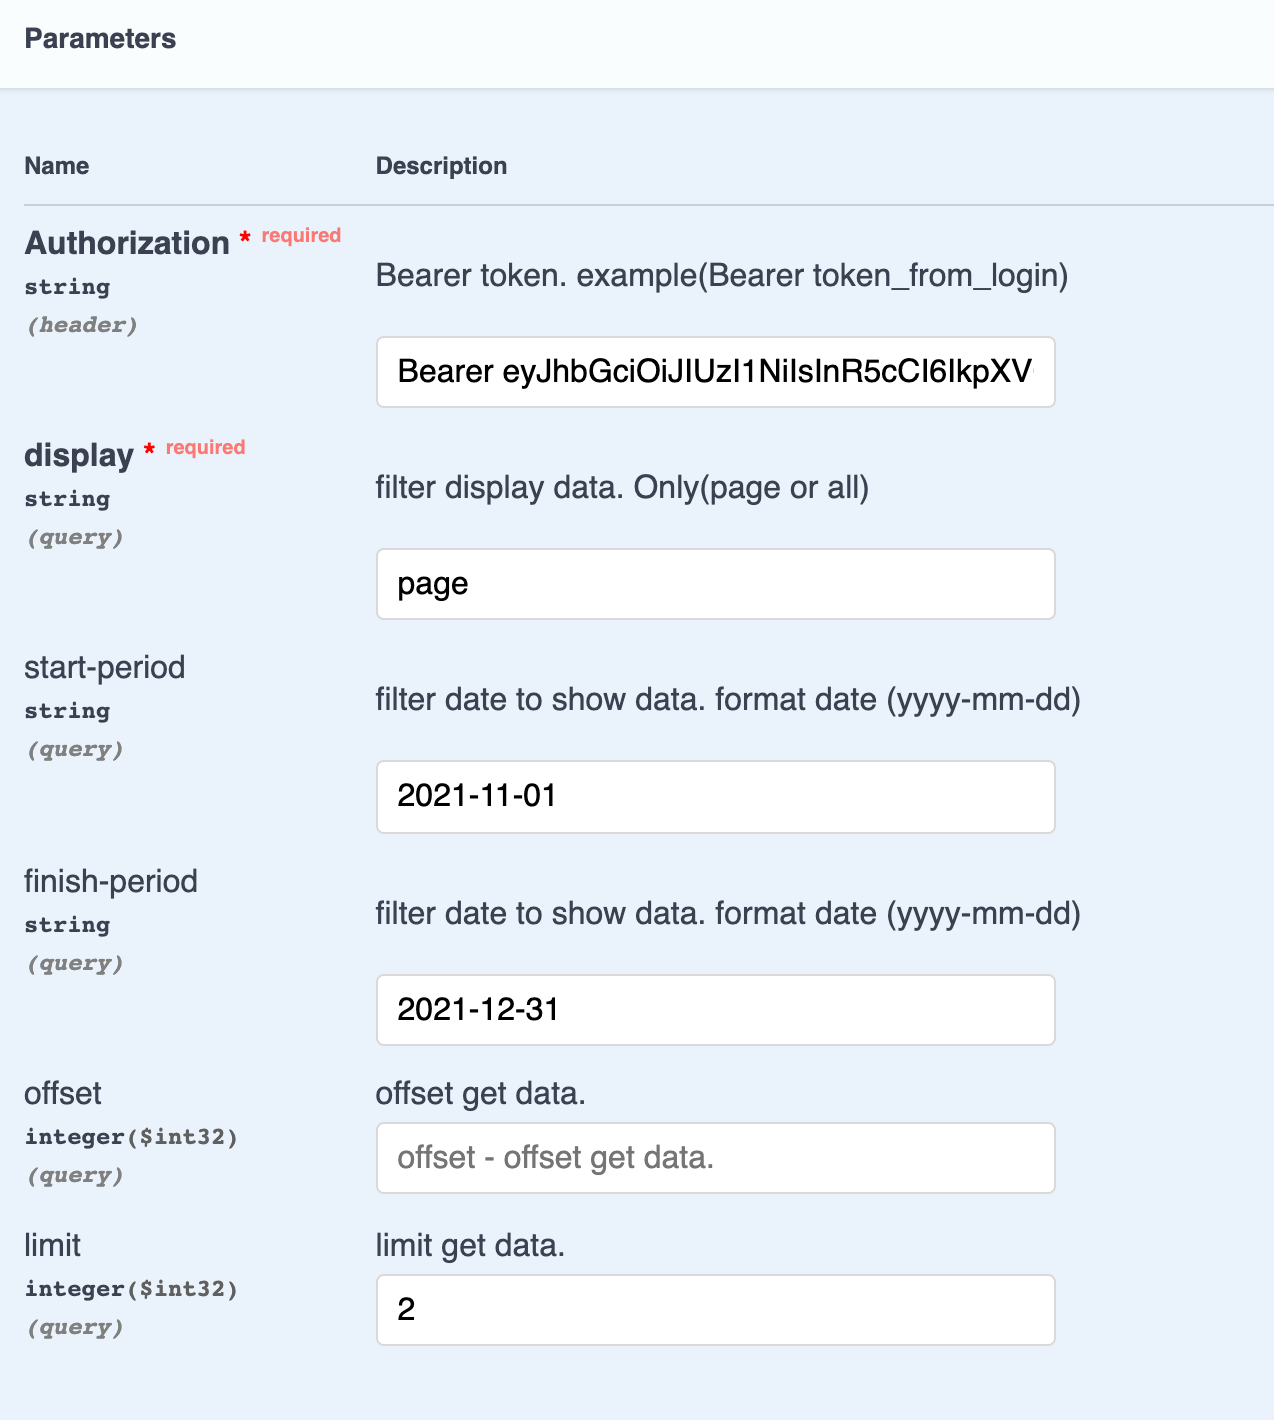 Parameters
Name Description
Authorization * required
string
(header)
Bearer token. example(Bearer token_from_login)
Bearer eyJhbGciOiJIUzI1NiIsInR5cCI6IkpXV
display * required
string
(query)
filter display data. Only(page or all)
page
start-period
string
(query)
filter date to show data. format date (yyyy-mm-dd)
2021-11-01
finish-period
string
(query)
filter date to show data. format date (yyyy-mm-dd)
2021-12-31
offset
integer($int32)
(query)
offset get data.
offset - offset get data.
limit
integer($int32)
(query)
limit get data.
2